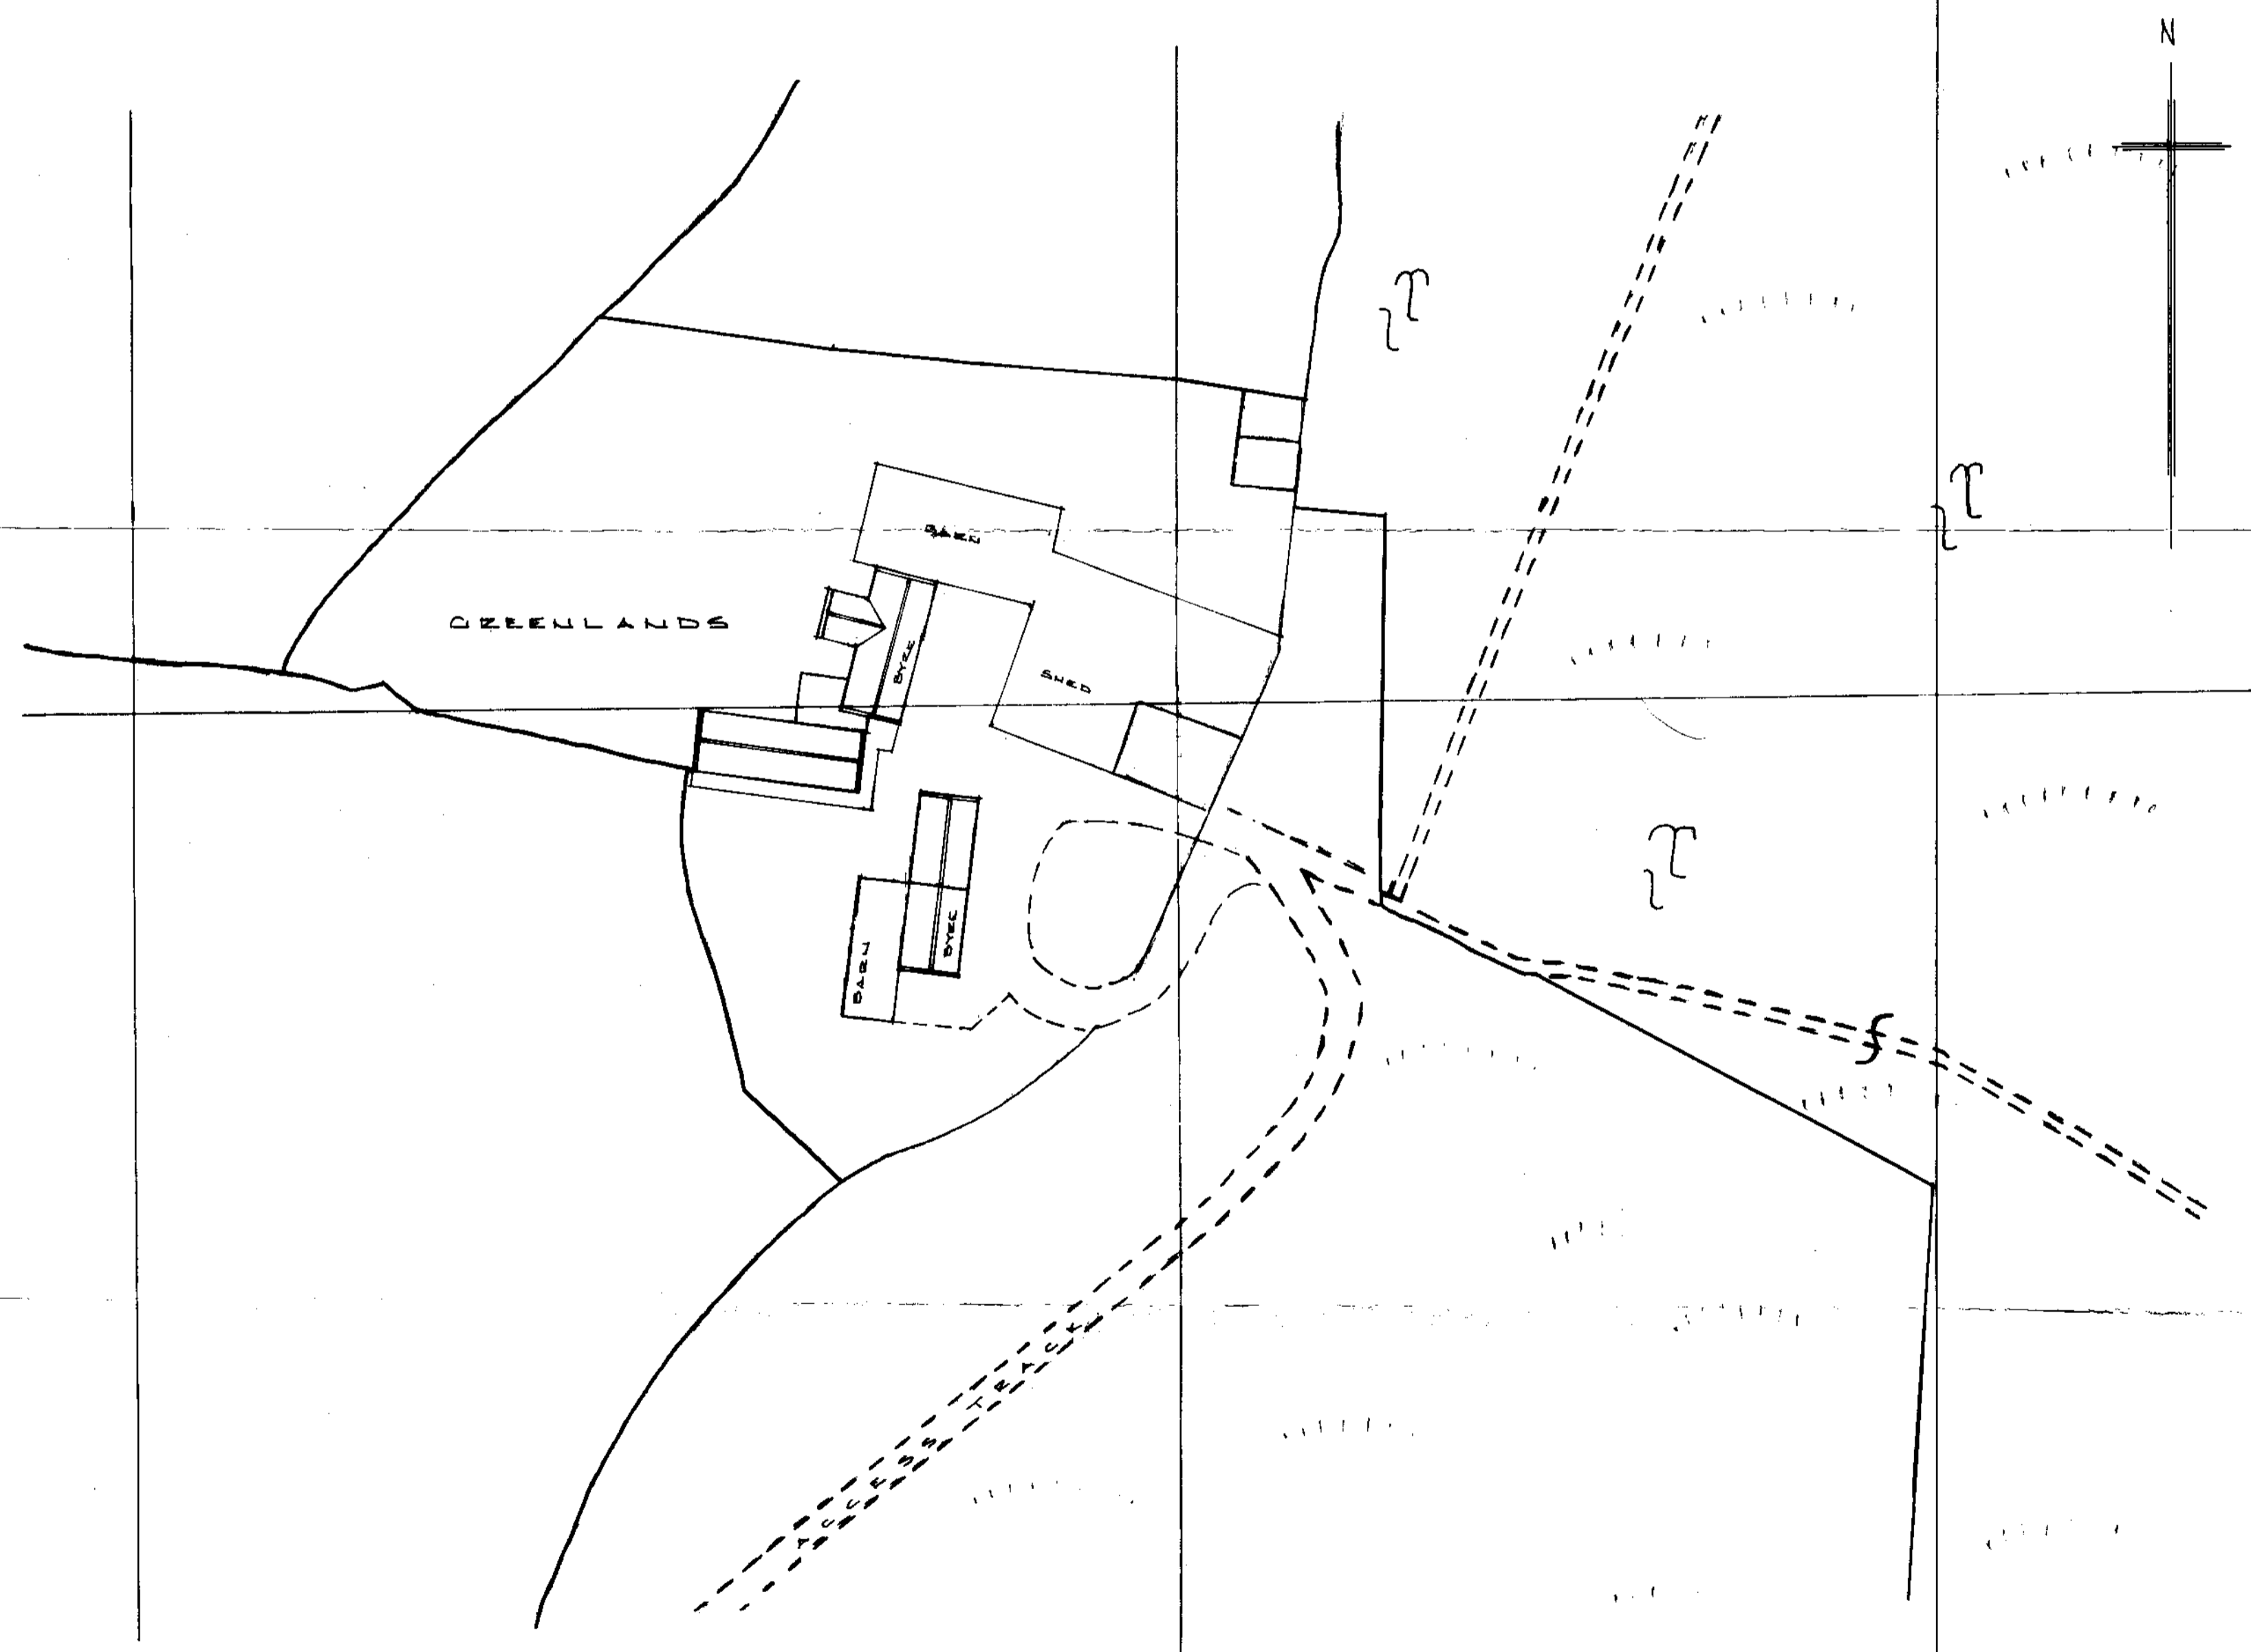 N
BARN
GREENLANDS
BYRE
SHED
BYRE
BARN
ACCESS TRACK